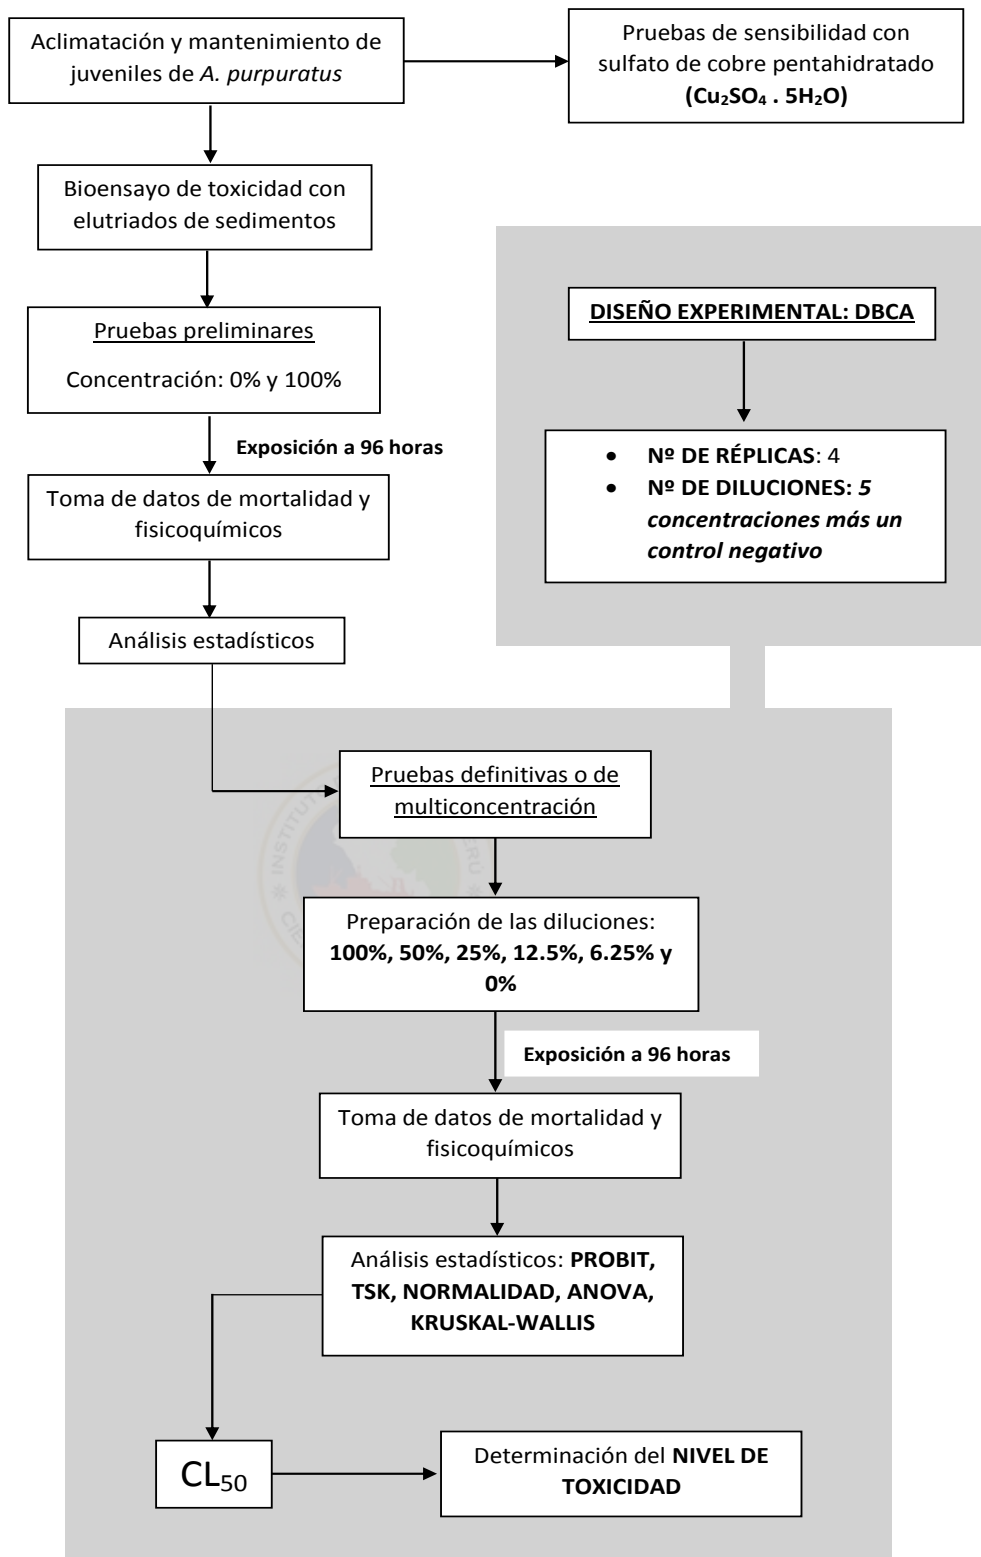 Aclimatación y mantenimiento de
juveniles de A. purpuratus
Pruebas de sensibilidad con
sulfato de cobre pentahidratado
(Cu₂SO₄ . 5H₂O)
Bioensayo de toxicidad con
elutriados de sedimentos
Pruebas preliminares
Concentración: 0% y 100%
Exposición a 96 horas
Toma de datos de mortalidad y
fisicoquímicos
Análisis estadísticos
DISEÑO EXPERIMENTAL: DBCA
• Nº DE RÉPLICAS: 4
• Nº DE DILUCIONES: 5
concentraciones más un
control negativo
Pruebas definitivas o de
multiconcentración
Preparación de las diluciones:
100%, 50%, 25%, 12.5%, 6.25% y
0%
Exposición a 96 horas
Toma de datos de mortalidad y
fisicoquímicos
Análisis estadísticos: PROBIT,
TSK, NORMALIDAD, ANOVA,
KRUSKAL-WALLIS
CL₅₀
Determinación del NIVEL DE
TOXICIDAD